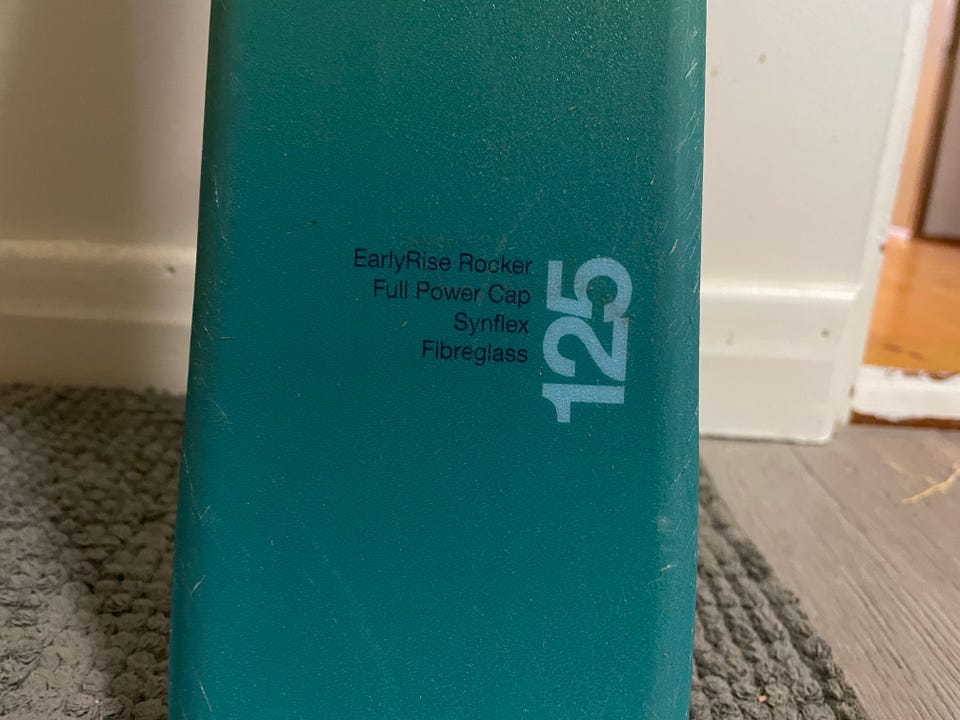 EarlyRise Rocker
Full Power Cap
Synflex
Fibreglass
125